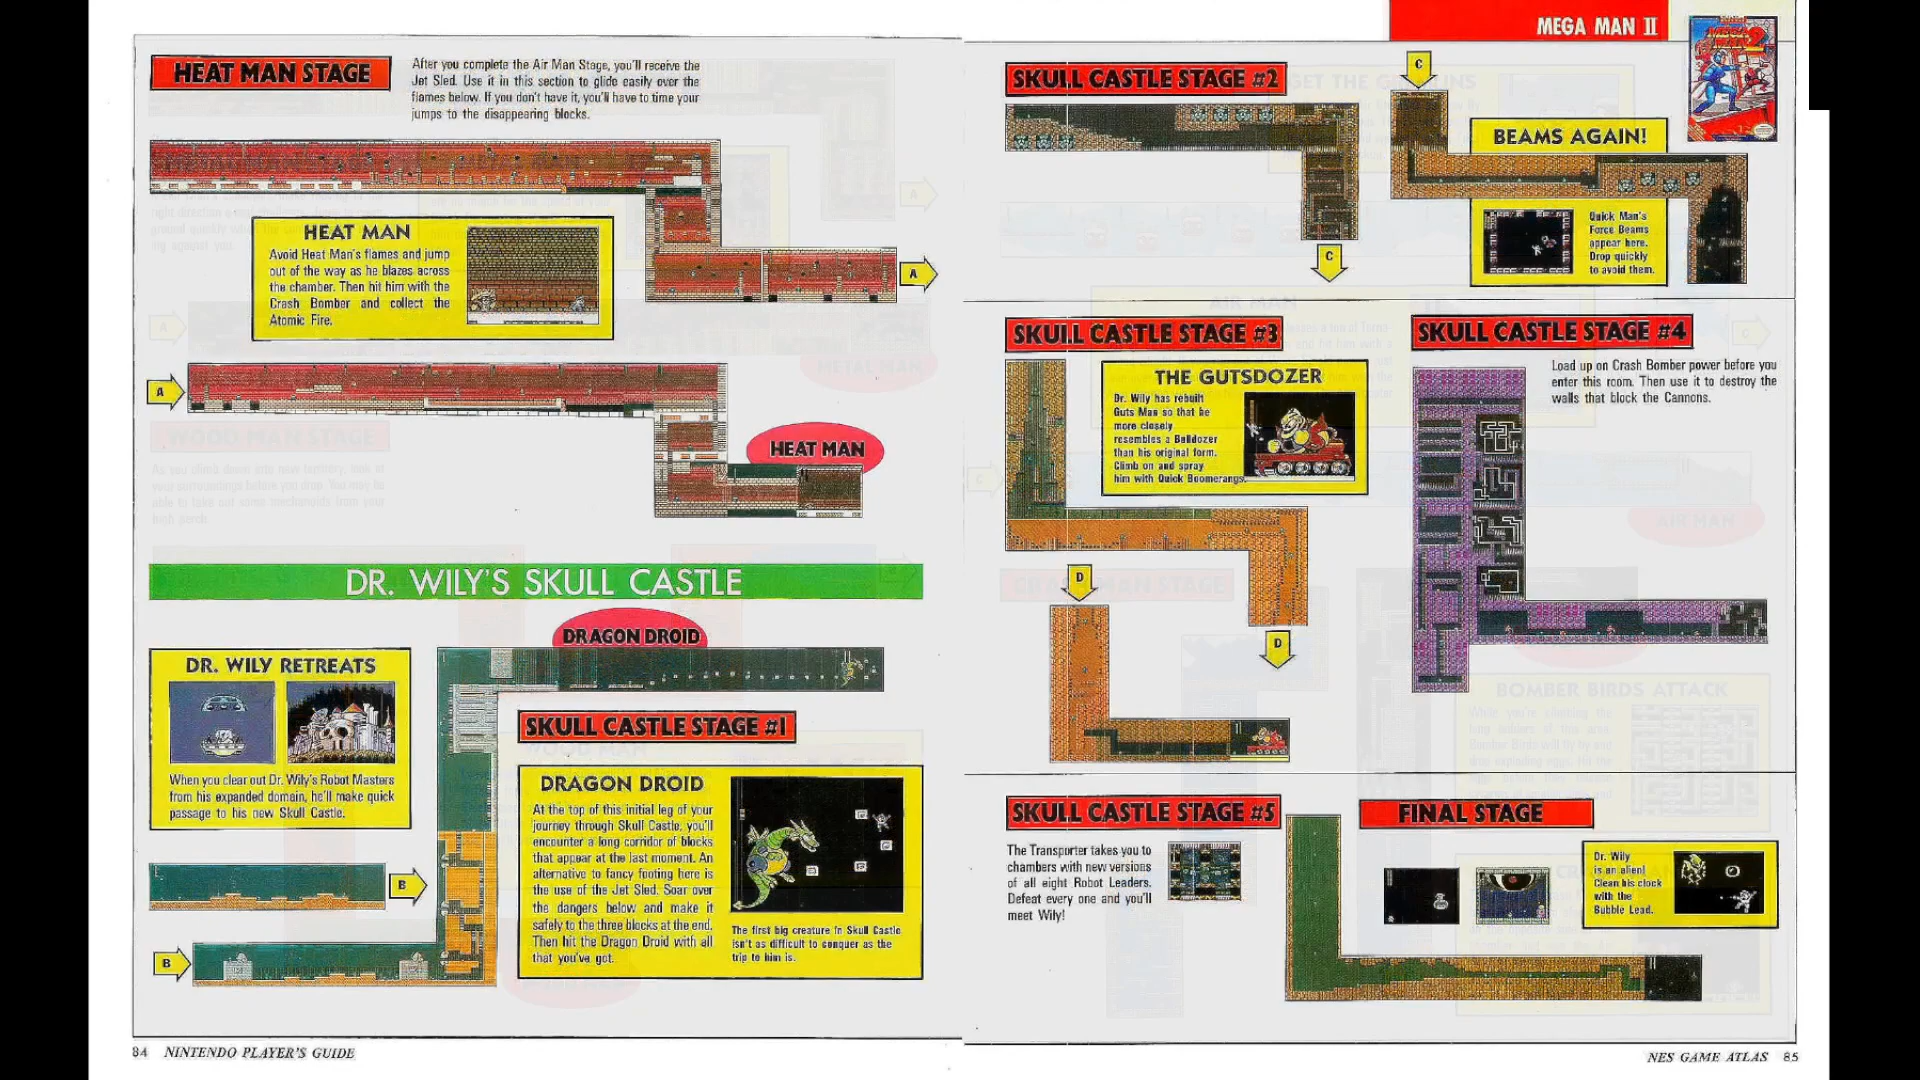 HEAT MAN STAGE
After you complete the Air Man Stage, you'll receive the
Jet Sled. Use it in this section to glide easily over the
flames below. If you don't have it, you'll have to time your
jumps to the disappearing blocks.
HEAT MAN
Avoid Heat Man's flames and jump
out of the way as he blazes across
the chamber. Then hit him with the
Crash Bomber and collect the
Atomic Fire.
A
A
HEAT MAN
DR. WILY'S SKULL CASTLE
DRAGON DROID
DR. WILY RETREATS
When you clear out Dr. Wily's Robot Masters
from his expanded domain, he'll make quick
passage to his new Skull Castle.
B
B
SKULL CASTLE STAGE #1
DRAGON DROID
At the top of this initial leg of your
journey through Skull Castle, you'll
encounter a long corridor of blocks
that appear at the last moment. An
alternative to fancy footing here is
the use of the Jet Sled. Soar over
the dangers below and make it
safely to the three blocks at the end.
Then hit the Dragon Droid with all
that you've got.
The first big creature in Skull Castle
isn't as difficult to conquer as the
trip to him is.
84 NINTENDO PLAYER'S GUIDE
MEGA MAN II
SKULL CASTLE STAGE #2
C
C
BEAMS AGAIN!
Quick Man's
Force Beams
appear here.
Drop quickly
to avoid them.
SKULL CASTLE STAGE #3
THE GUTSDOZER
Dr. Wily has rebuilt
Guts Man so that he
more closely
resembles a Bulldozer
than his original form.
Climb on and spray
him with Quick Boomerangs.
D
D
SKULL CASTLE STAGE #4
Load up on Crash Bomber power before you
enter this room. Then use it to destroy the
walls that block the Cannons.
SKULL CASTLE STAGE #5
The Transporter takes you to
chambers with new versions
of all eight Robot Leaders.
Defeat every one and you'll
meet Wily!
FINAL STAGE
Dr. Wily
is an alien!
Clean his clock
with the
Bubble Lead.
NES GAME ATLAS 85